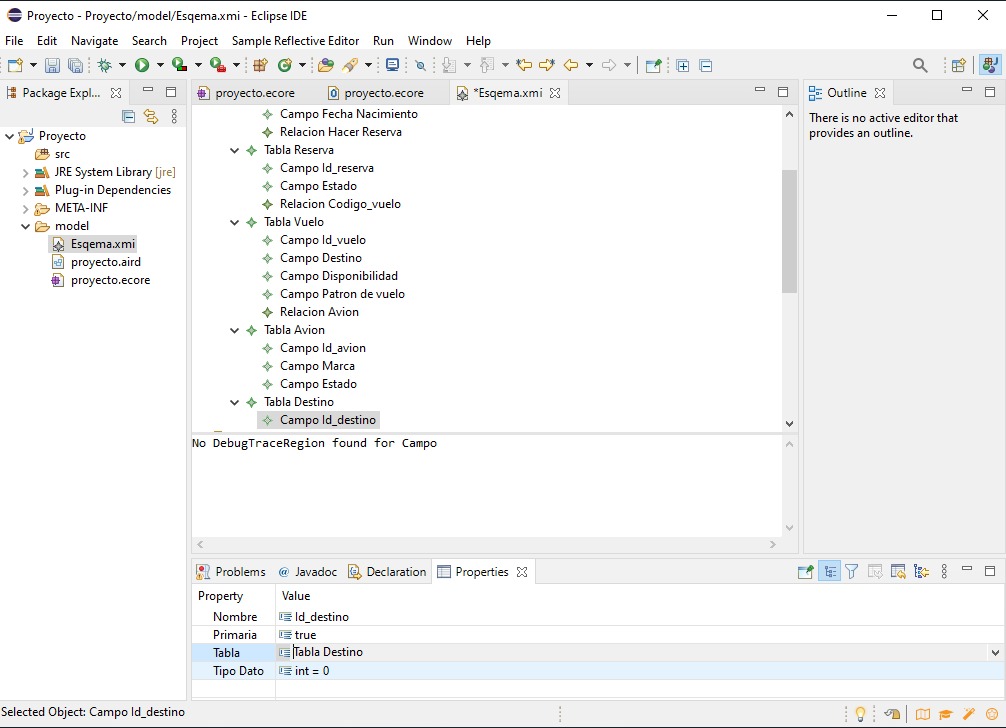 Proyecto - Proyecto/model/Esqema.xmi - Eclipse IDE
File Edit Navigate Search Project Sample Reflective Editor Run Window Help
Package Expl...
Proyecto
src
JRE System Library [jre]
Plug-in Dependencies
META-INF
model
Esqema.xmi
proyecto.aird
proyecto.ecore
proyecto.ecore proyecto.ecore *Esqema.xmi
Campo Fecha Nacimiento
Relacion Hacer Reserva
Tabla Reserva
Campo Id_reserva
Campo Estado
Relacion Codigo_vuelo
Tabla Vuelo
Campo Id_vuelo
Campo Destino
Campo Disponibilidad
Campo Patron de vuelo
Relacion Avion
Tabla Avion
Campo Id_avion
Campo Marca
Campo Estado
Tabla Destino
Campo Id_destino
No DebugTraceRegion found for Campo
Outline
There is no active editor that
provides an outline.
Problems @ Javadoc Declaration Properties
Property Value
Nombre Id_destino
Primaria true
Tabla Tabla Destino
Tipo Dato int = 0
Selected Object: Campo Id_destino